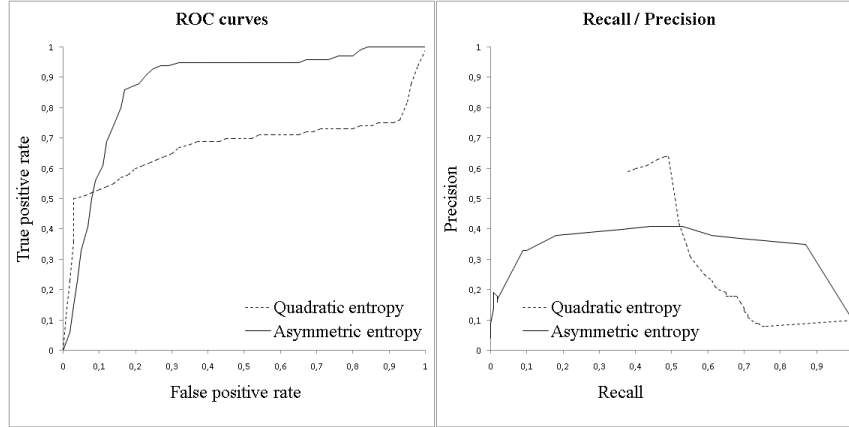 ROC curves
1
0,9
0,8
0,7
0,6
0,5
0,4
0,3
0,2
0,1
0
True positive rate
Quadratic entropy
Asymmetric entropy
0 0,1 0,2 0,3 0,4 0,5 0,6 0,7 0,8 0,9 1
False positive rate
Recall / Precision
1
0,9
0,8
0,7
0,6
0,5
0,4
0,3
0,2
0,1
0
Precision
Quadratic entropy
Asymmetric entropy
0 0,1 0,2 0,3 0,4 0,5 0,6 0,7 0,8 0,9
Recall